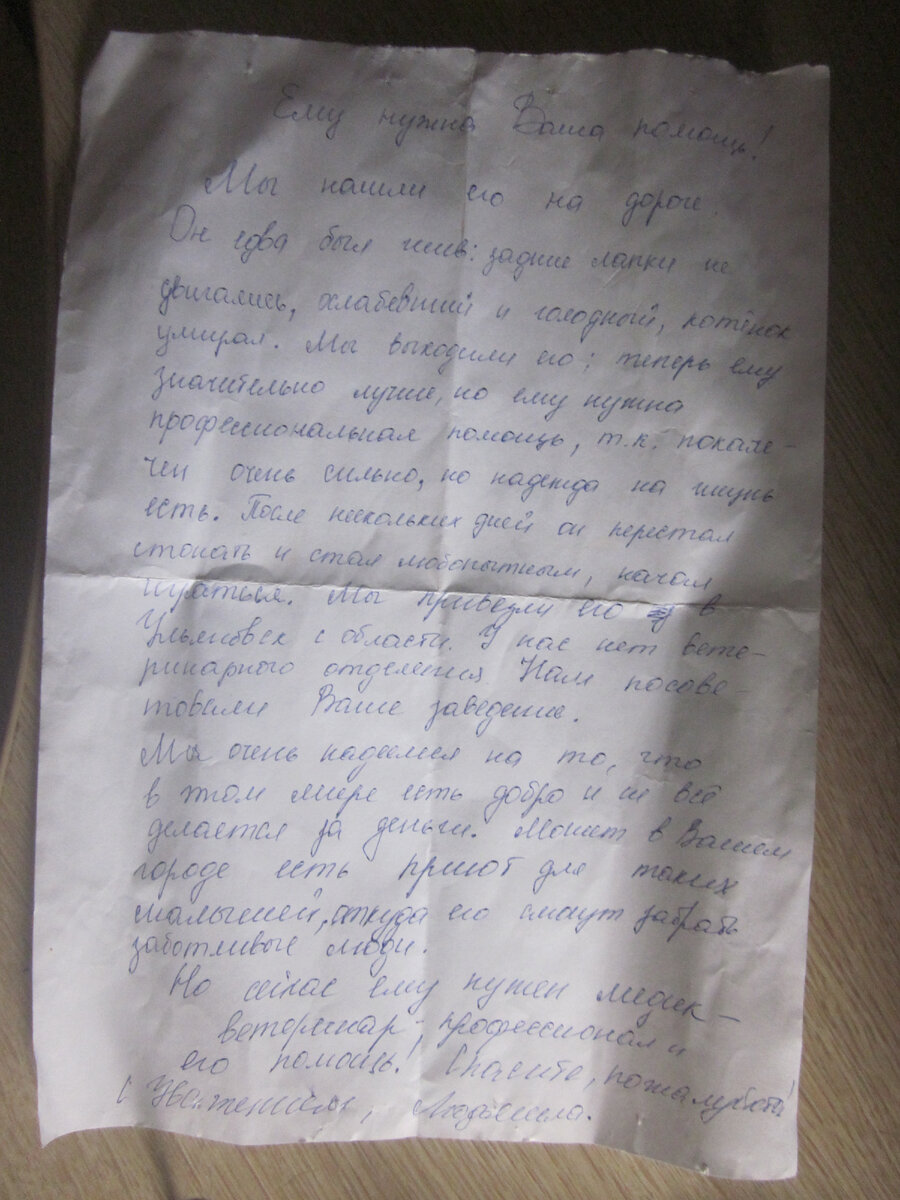 Ему нужна Ваша помощь!
Мы нашли его на дороге.
Он едва был жив: задние лапки не
двигались, ослабевший и голодный, котёнок
умирал. Мы выходили его; теперь ему
значительно лучше, но ему нужна
профессиональная помощь, т.к. покале-
чен очень сильно, но надежда на жизнь
есть. После нескольких дней он перестал
стонать и стал любопытным, начал
играться. Мы привезли его в
Ульяновск с области. У нас нет вете-
ринарного отделения. Нам посове-
товали Ваше заведение.
Мы очень надеемся на то, что
в этом мире есть добро и не всё
делается за деньги. Может в Вашем
городе есть приют для таких
малышей, откуда его смогут забрать
заботливые люди.
Но сейчас ему нужен медик-
ветеринар, профессионал и
его помощь! Спасите, пожалуйста!
С Уважением,